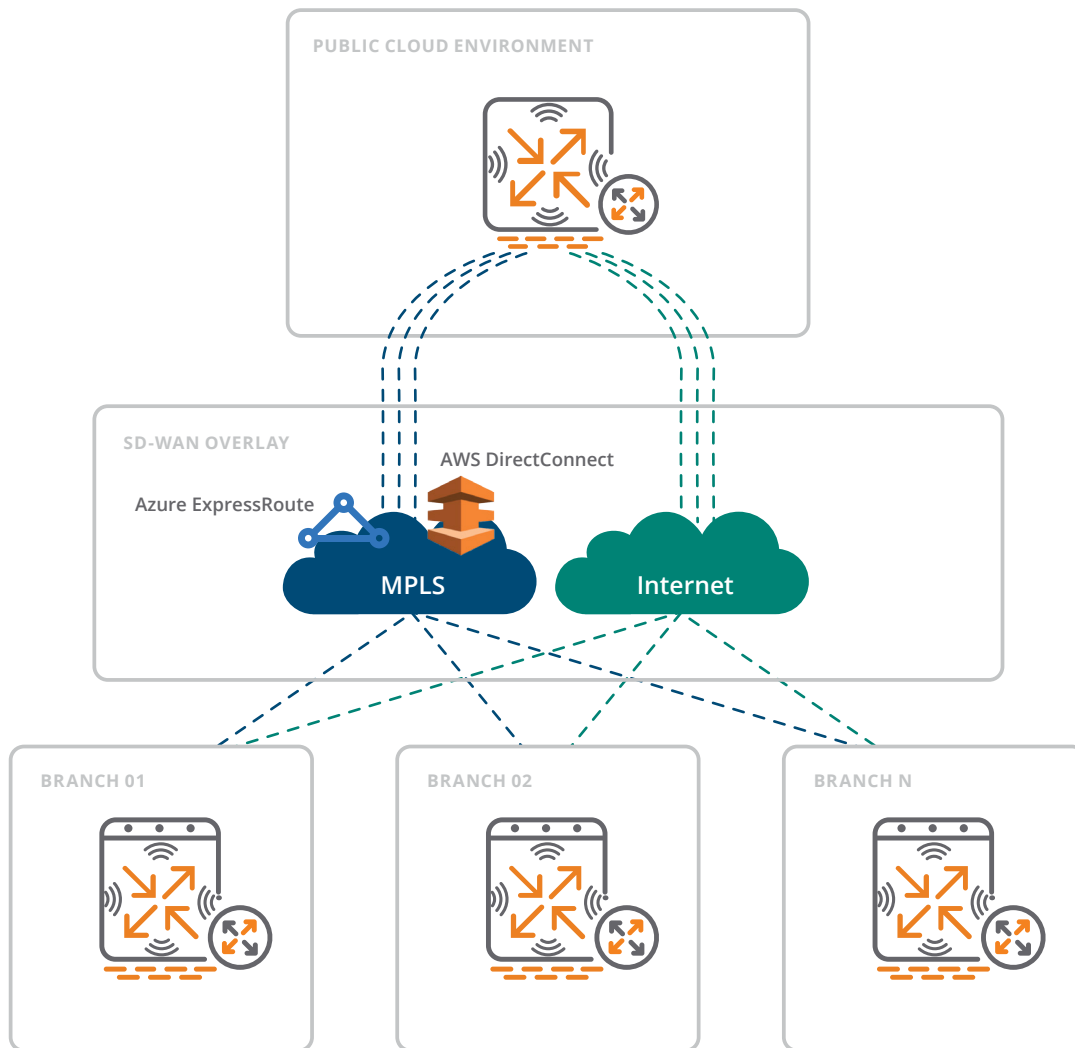 PUBLIC CLOUD ENVIRONMENT
SD-WAN OVERLAY
AWS DirectConnect
Azure ExpressRoute
MPLS
Internet
BRANCH 01
BRANCH 02
BRANCH N